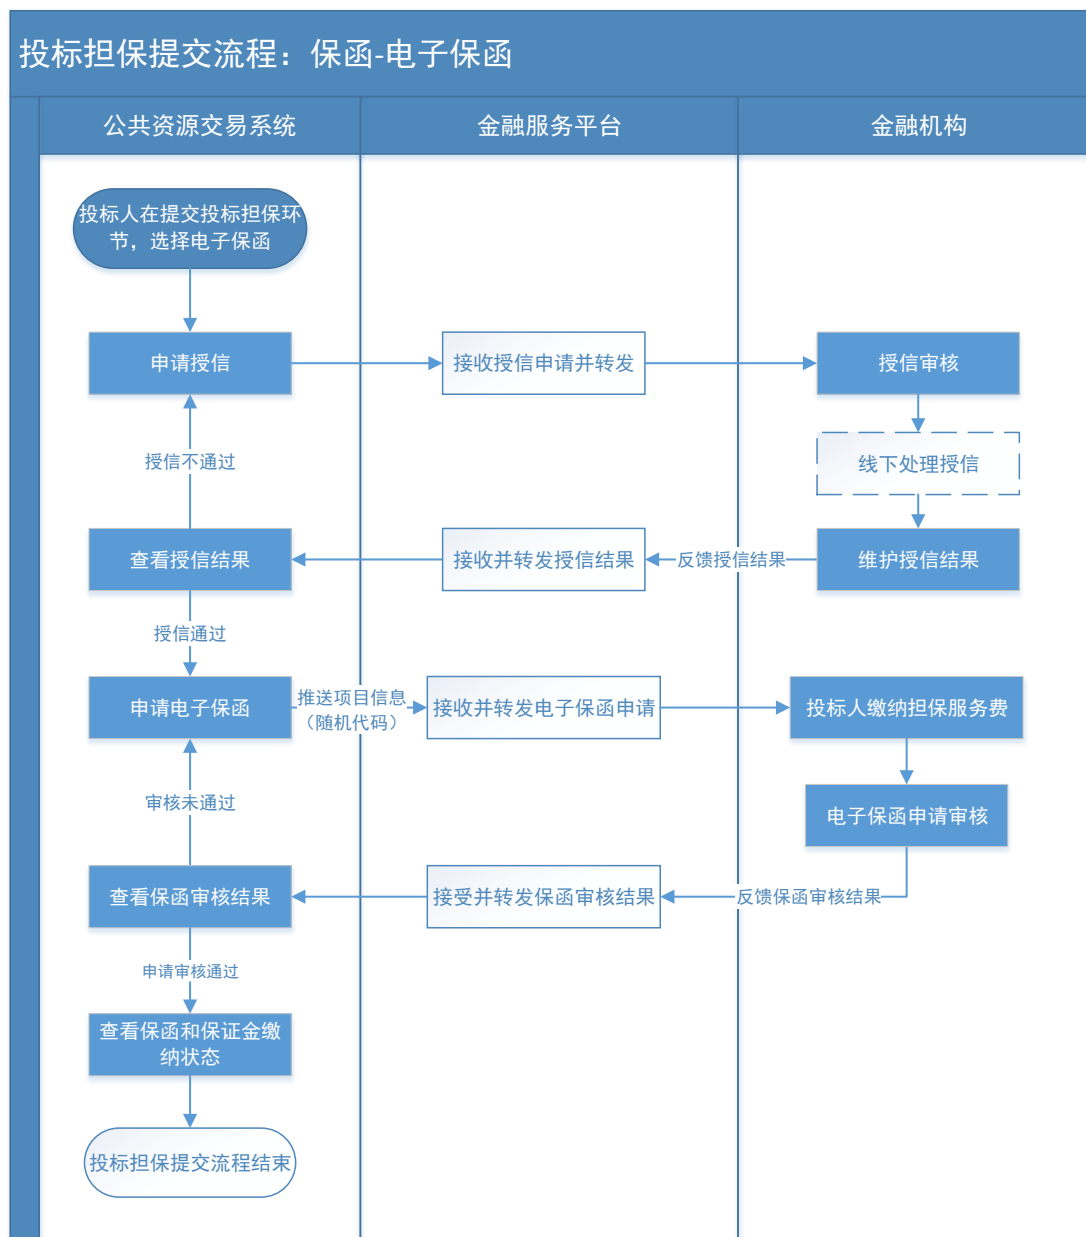 投标担保提交流程：保函-电子保函
公共资源交易系统
金融服务平台
金融机构
投标人在提交投标担保环
节，选择电子保函
申请授信
接收授信申请并转发
授信审核
线下处理授信
授信不通过
查看授信结果
接收并转发授信结果
反馈授信结果
维护授信结果
授信通过
申请电子保函
推送项目信息
（随机代码）
接收并转发电子保函申请
投标人缴纳担保服务费
审核未通过
电子保函申请审核
查看保函审核结果
接受并转发保函审核结果
反馈保函审核结果
申请审核通过
查看保函和保证金缴
纳状态
投标担保提交流程结束